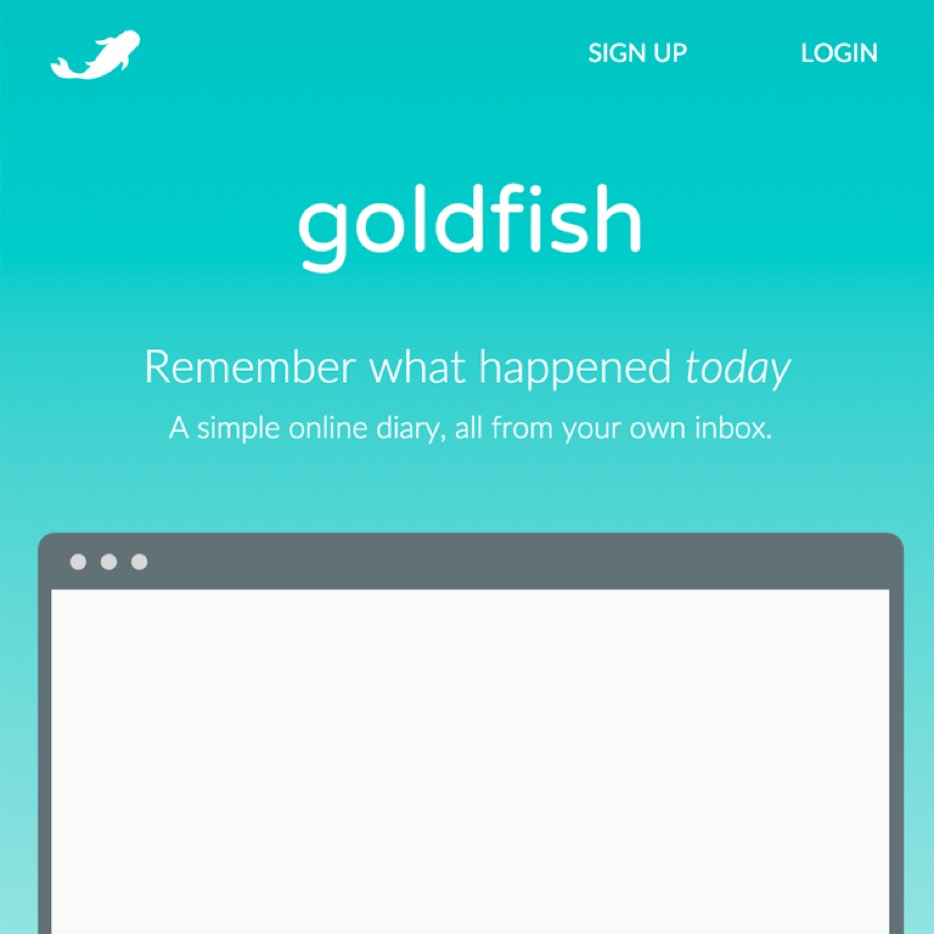 SIGN UP LOGIN
goldfish
Remember what happened today
A simple online diary, all from your own inbox.